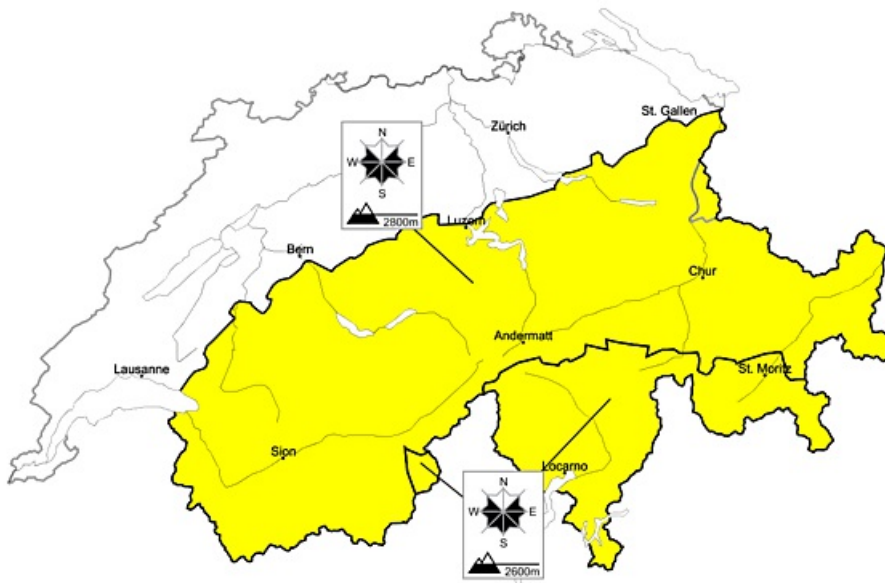 St. Gallen
Zürich
N
W E
S
2800m
Luzern
Bern
Chur
Andermatt
Lausanne
St. Moritz
Sion
Locarno
N
W E
S
2600m